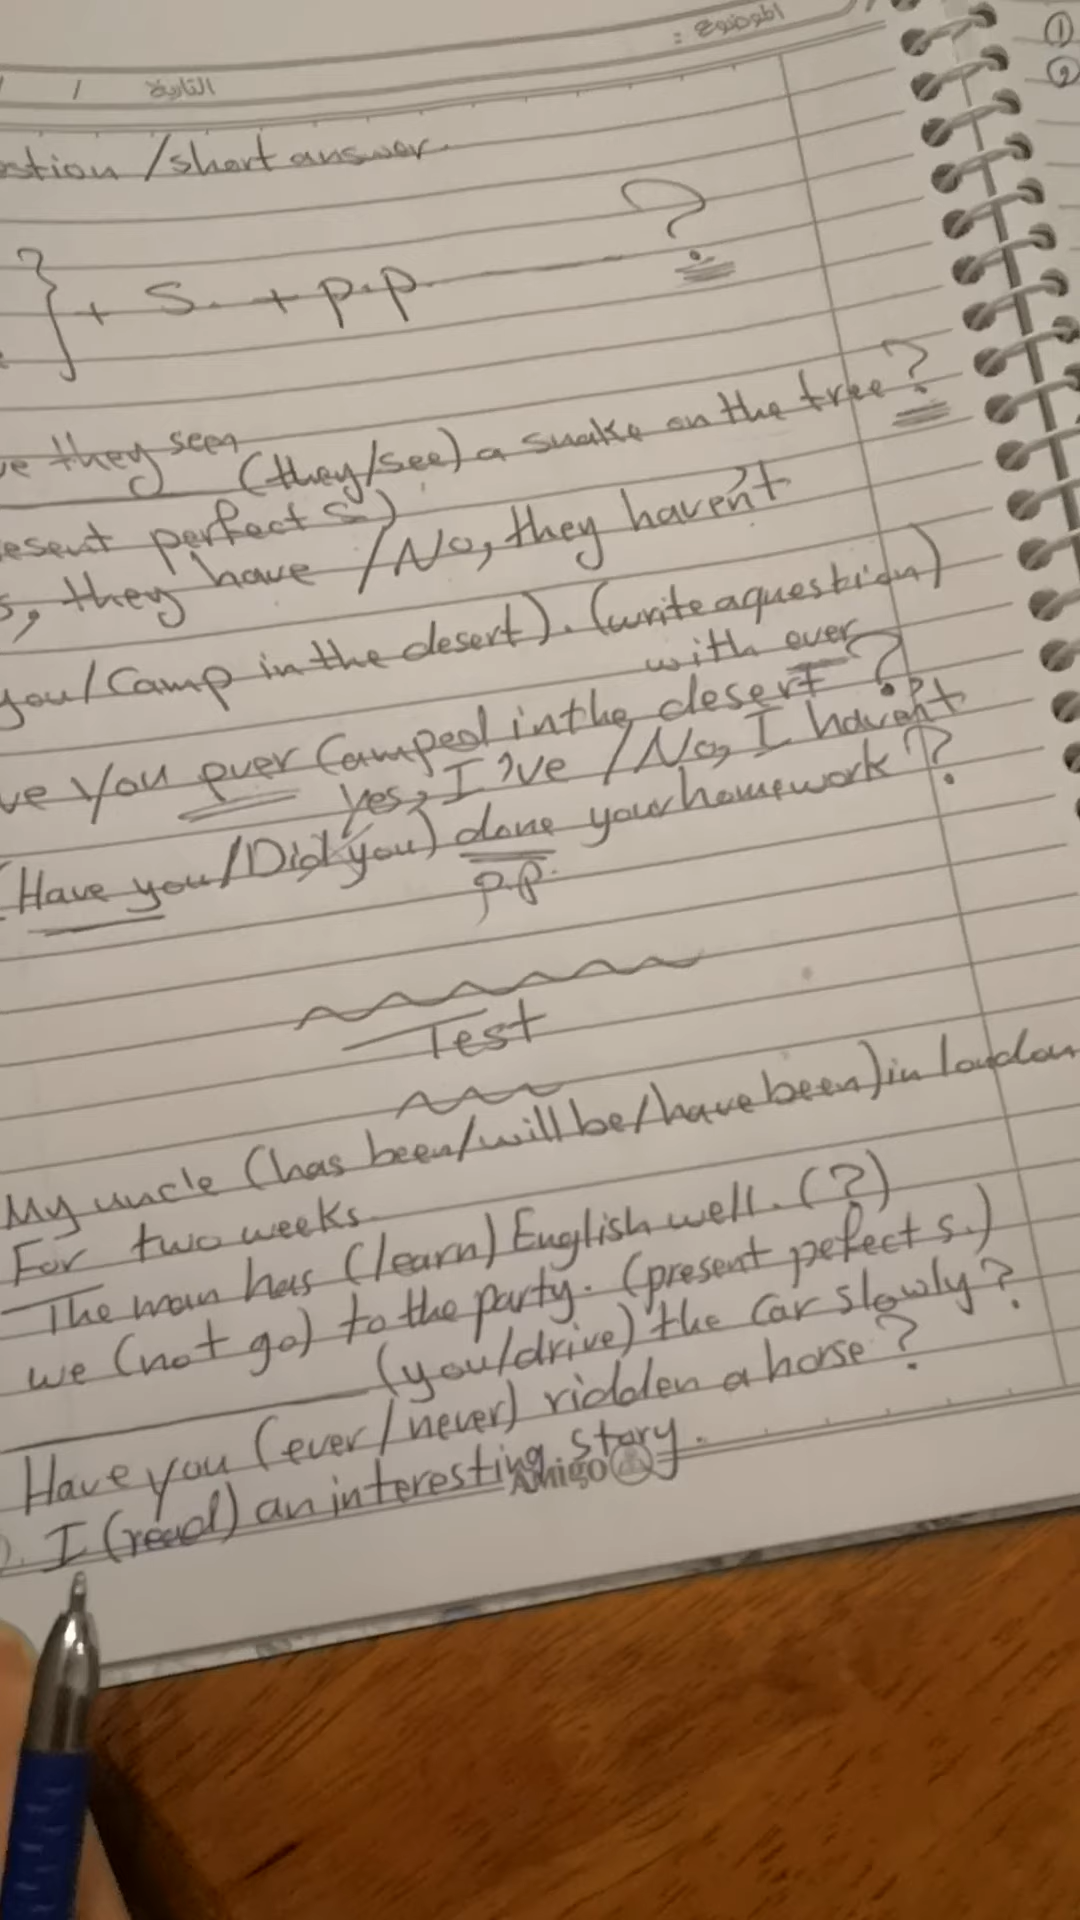 الموضوع :
التاريخ / /
①
②
/short answer
} + S. + p.p. ?
they seen
(they/see) a snake on the tree?
perfect S)
, they have /No, they haven't
you/Camp in the desert). (write a question)
with ever
you ever Camped in the desert?
yes, I've /No, I haven't
(Have you/Did you) done your homework?
p.p.
Test
My uncle (has been/will be/have been) in london
For two weeks.
The man has (learn) English well. (?)
we (not go) to the party. (present pefect s.)
(you/drive) the car slowly?
Have you (ever/never) ridden a horse?
I (read) an interesting story.
Amigo